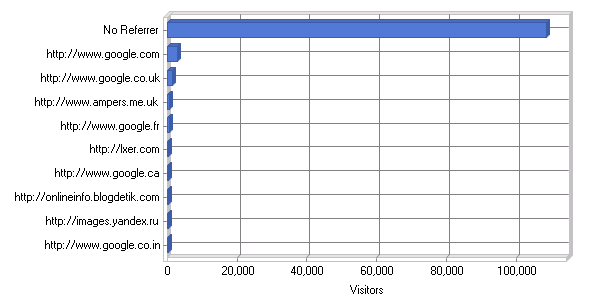 No Referrer
http://www.google.com
http://www.google.co.uk
http://www.ampers.me.uk
http://www.google.fr
http://lxer.com
http://www.google.ca
http://onlineinfo.blogdetik.com
http://images.yandex.ru
http://www.google.co.in
0 20,000 40,000 60,000 80,000 100,000
Visitors